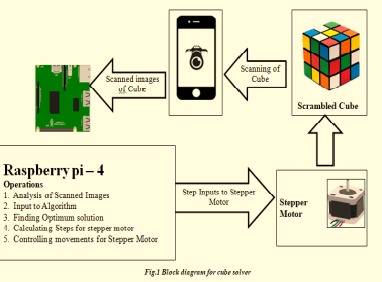 Scanned images
of Cube
Scanning of
Cube
Scrambled Cube
Raspberry pi – 4
Operations
1. Analysis of Scanned Images
2. Input to Algorithm
3. Finding Optimum solution
4. Calculating Steps for stepper motor
5. Controlling movements for Stepper Motor
Step Inputs to Stepper
Motor
Stepper
Motor
Fig.1 Block diagram for cube solver